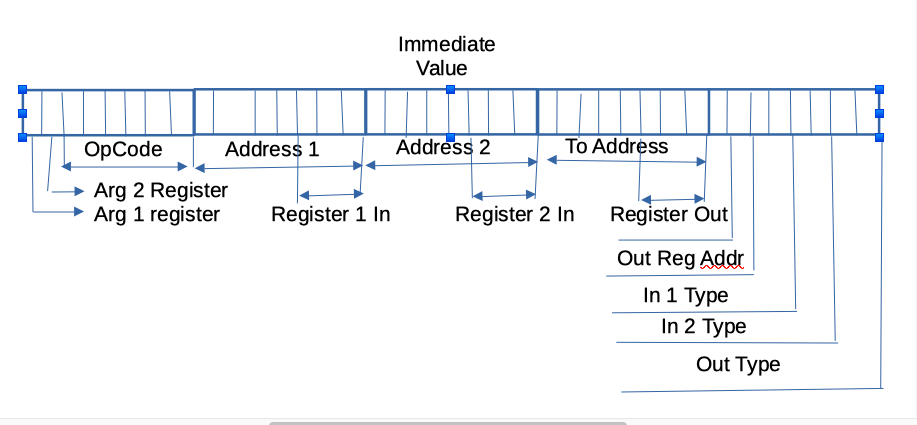 Immediate
Value
OpCode
Address 1
Address 2
To Address
Arg 2 Register
Arg 1 register
Register 1 In
Register 2 In
Register Out
Out Reg Addr
In 1 Type
In 2 Type
Out Type